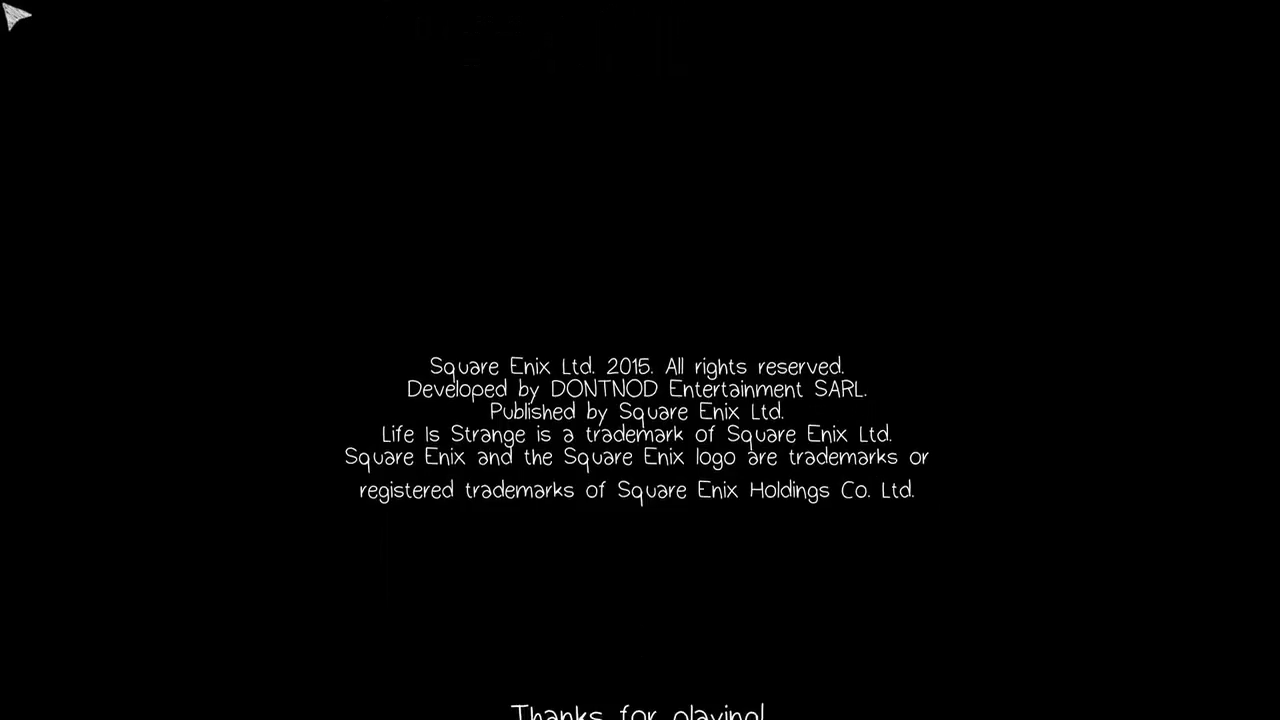 Square Enix Ltd. 2015. All rights reserved.
Developed by DONTNOD Entertainment SARL.
Published by Square Enix Ltd.
Life Is Strange is a trademark of Square Enix Ltd.
Square Enix and the Square Enix logo are trademarks or
registered trademarks of Square Enix Holdings Co. Ltd.
Thanks for playing!